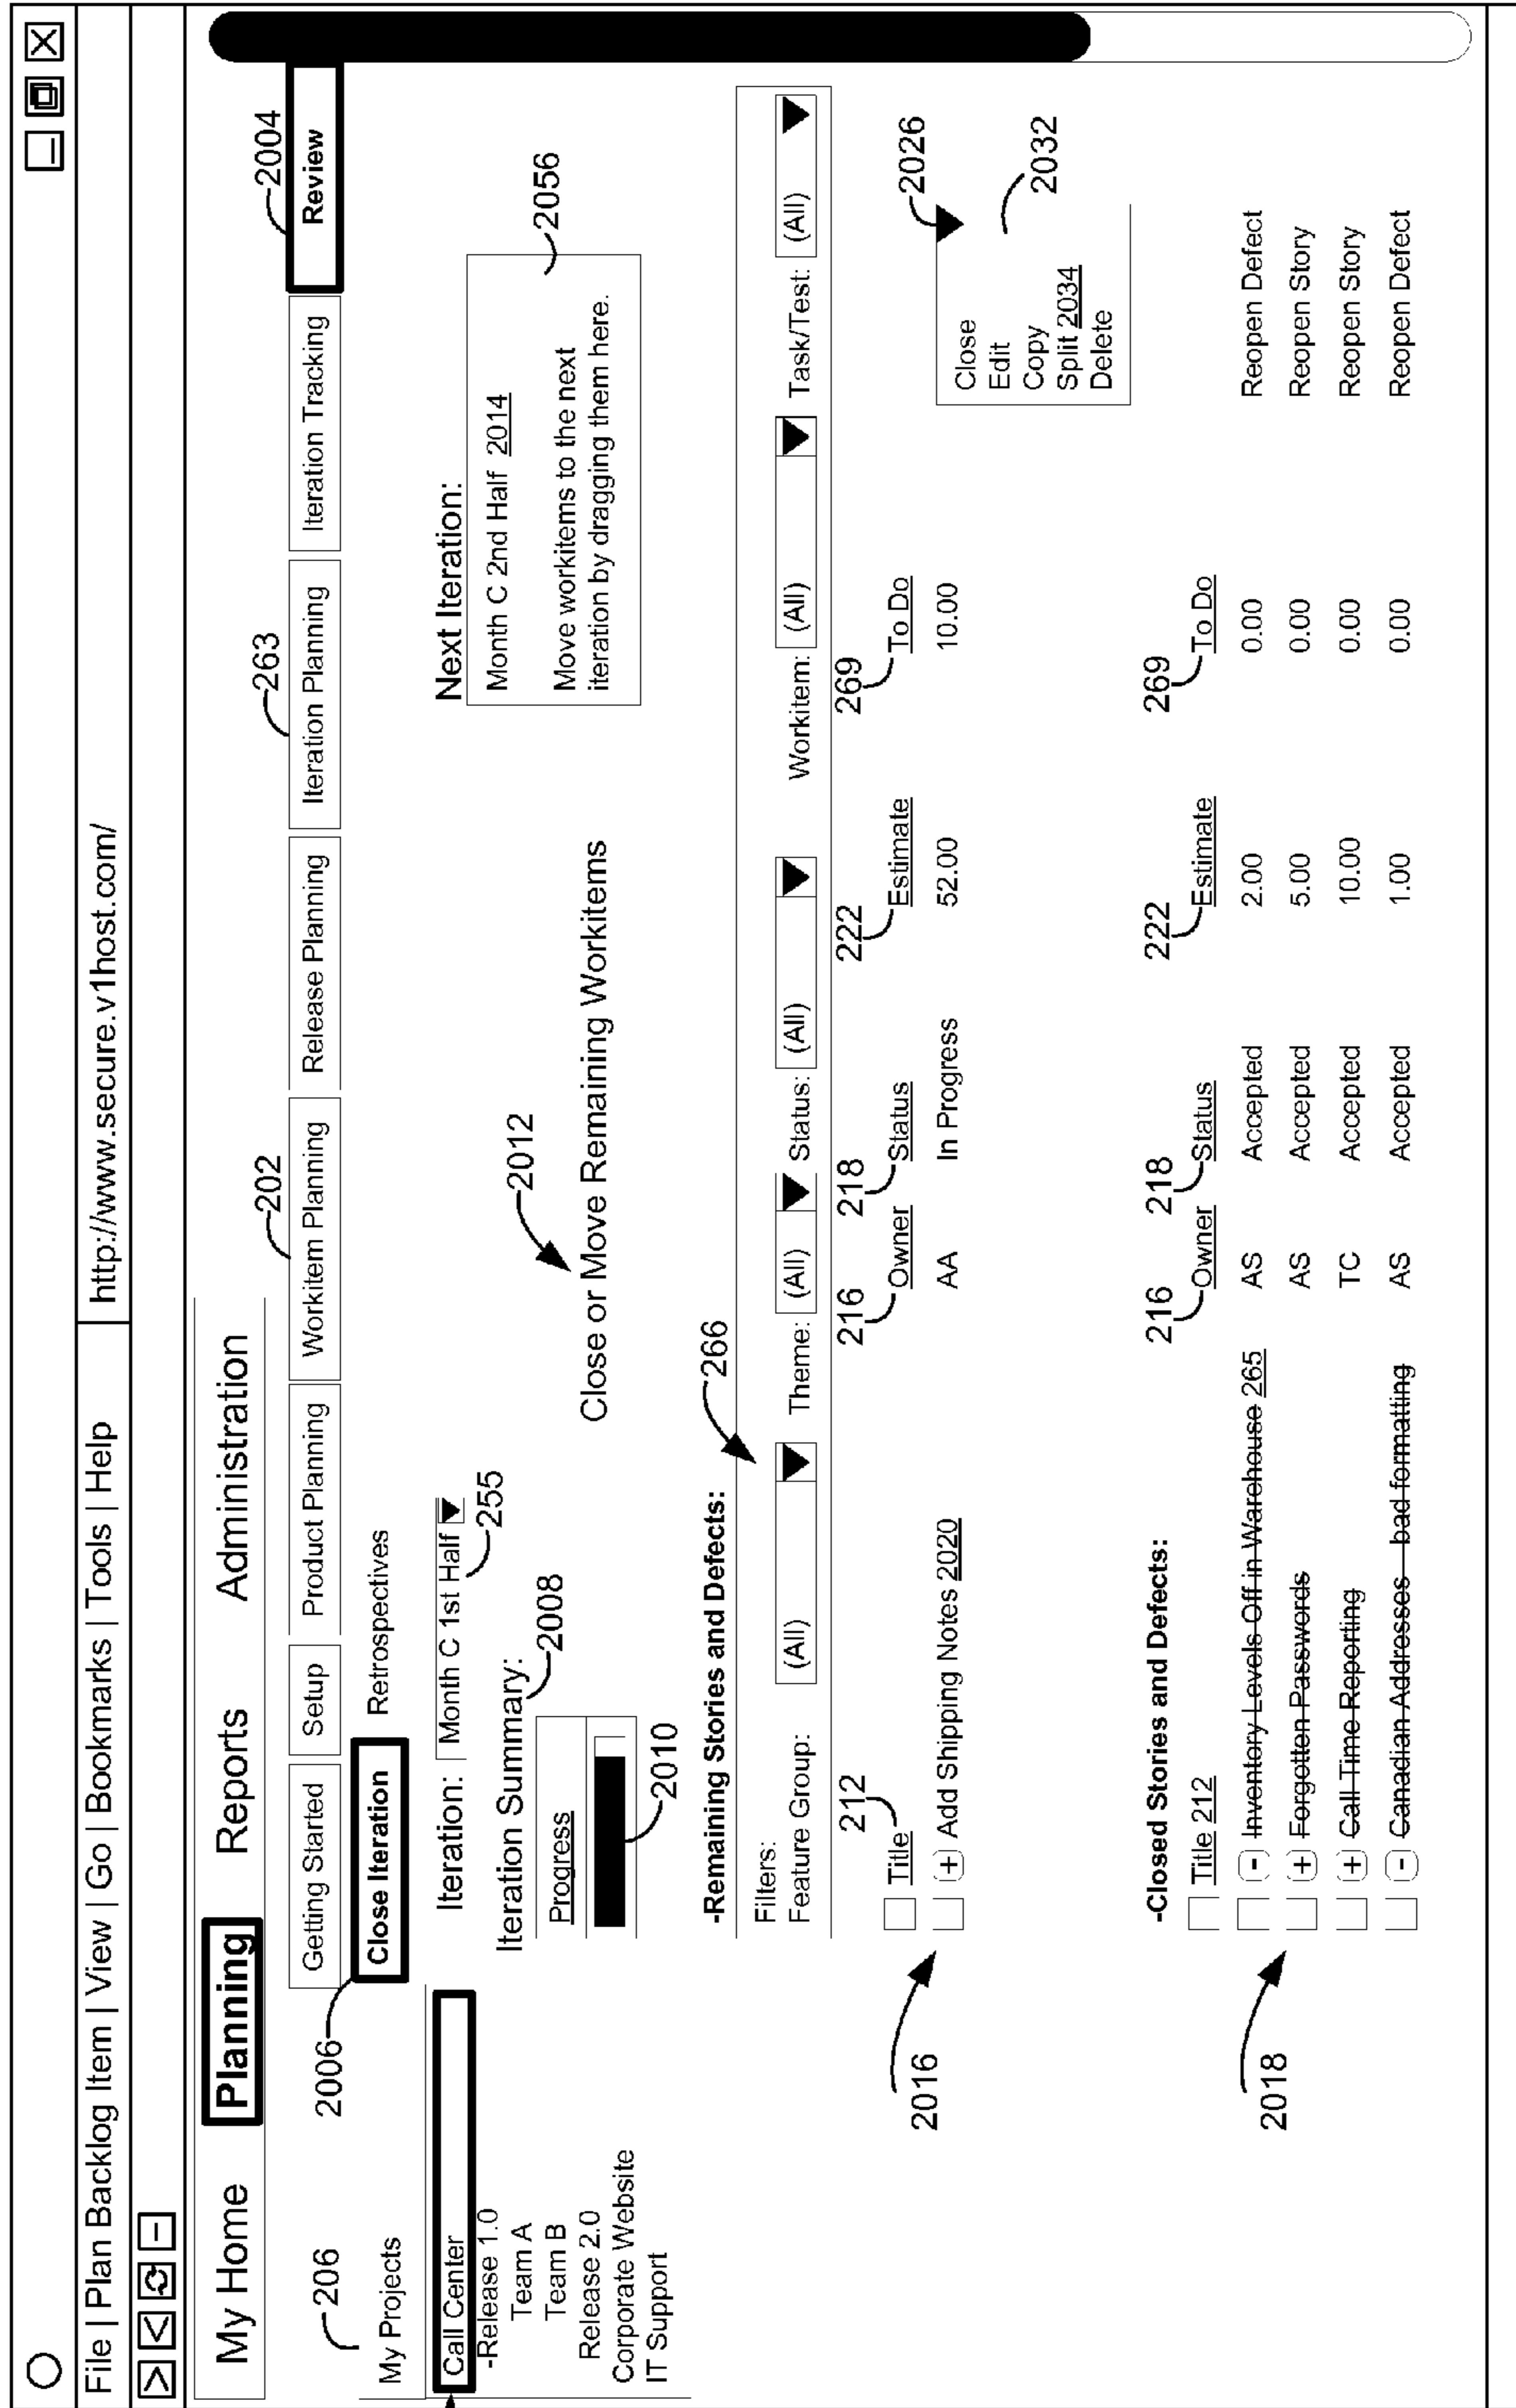 File | Plan Backlog Item | View | Go | Bookmarks | Tools | Help http://www.secure.v1host.com/
My Home Planning Reports Administration
206 2006 202 263 2004
Getting Started Setup Product Planning Workitem Planning Release Planning Iteration Planning Iteration Tracking Review
My Projects Close Iteration Retrospectives
Call Center
-Release 1.0
Team A
Team B
Release 2.0
Corporate Website
IT Support
Iteration: Month C 1st Half
255
Iteration Summary:
2008
Progress
2010
2012
Close or Move Remaining Workitems
Next Iteration:
Month C 2nd Half 2014
Move workitems to the next
iteration by dragging them here.
2056
-Remaining Stories and Defects:
266
Filters:
Feature Group: (All) Theme: (All) Status: (All) Workitem: (All) Task/Test: (All)
212 216 218 222 269
Title Owner Status Estimate To Do
2016
(+) Add Shipping Notes 2020 AA In Progress 52.00 10.00
2026
2032
Close
Edit
Copy
Split 2034
Delete
-Closed Stories and Defects:
216 218 222 269
Title 212 Owner Status Estimate To Do
2018
(-) Inventory Levels Off in Warehouse 265 AS Accepted 2.00 0.00 Reopen Defect
(+) Forgotten Passwords AS Accepted 5.00 0.00 Reopen Story
(+) Call Time Reporting TC Accepted 10.00 0.00 Reopen Story
(-) Canadian Addresses - bad formatting AS Accepted 1.00 0.00 Reopen Defect